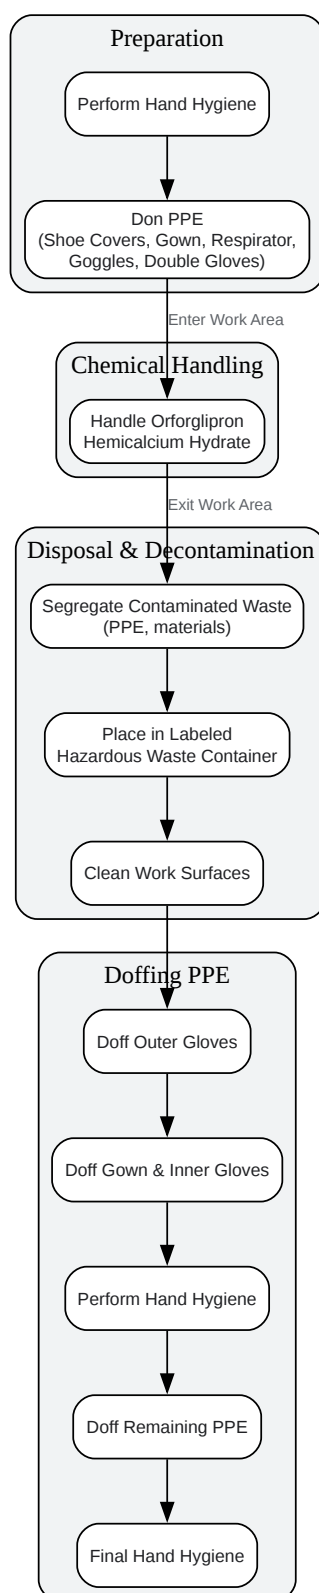 Preparation
Perform Hand Hygiene
Don PPE
(Shoe Covers, Gown, Respirator,
Goggles, Double Gloves)
Enter Work Area
Chemical Handling
Handle Orforglipron
Hemicalcium Hydrate
Exit Work Area
Disposal & Decontamination
Segregate Contaminated Waste
(PPE, materials)
Place in Labeled
Hazardous Waste Container
Clean Work Surfaces
Doffing PPE
Doff Outer Gloves
Doff Gown & Inner Gloves
Perform Hand Hygiene
Doff Remaining PPE
Final Hand Hygiene